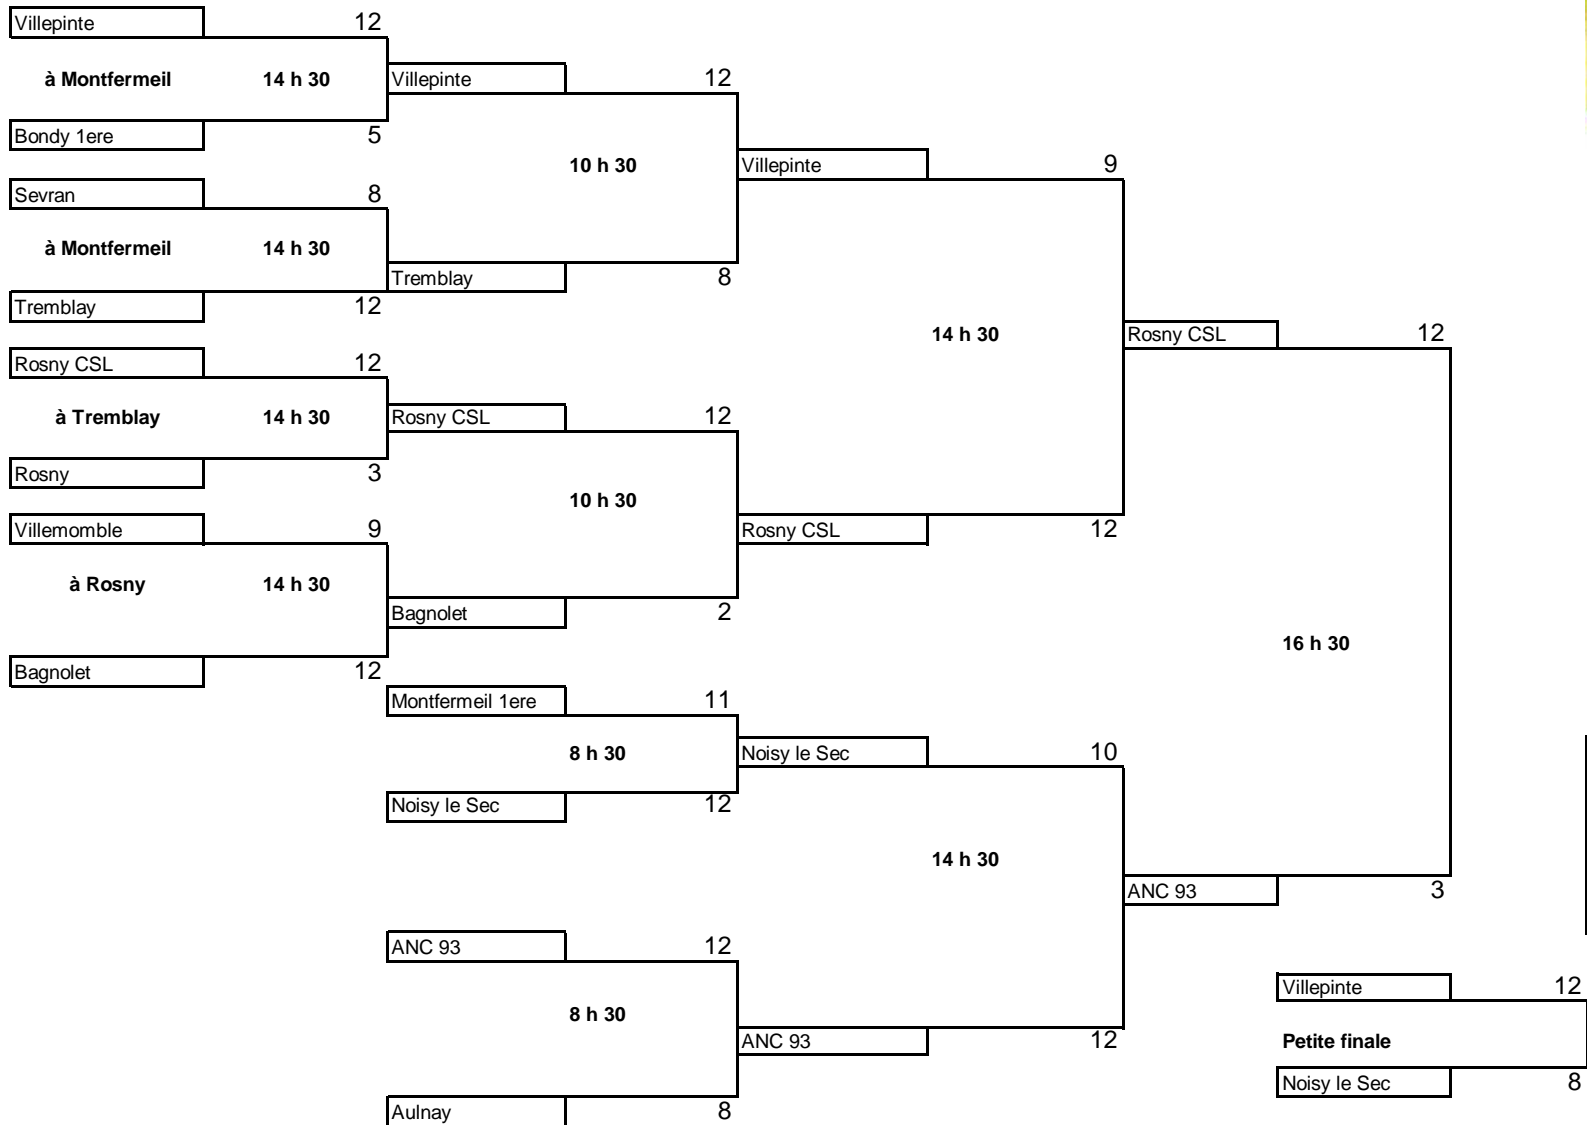 Villepinte 12
à Montfermeil 14 h 30
Villepinte 12
Bondy 1ere 5
10 h 30
Villepinte 9
Sevran 8
à Montfermeil 14 h 30
Tremblay 8
Tremblay 12
14 h 30
Rosny CSL 12
Rosny CSL 12
à Tremblay 14 h 30
Rosny CSL 12
Rosny 3
10 h 30
Villemomble 9
Rosny CSL 12
à Rosny 14 h 30
Bagnolet 2
16 h 30
Bagnolet 12
Montfermeil 1ere 11
8 h 30
Noisy le Sec 10
Noisy le Sec 12
14 h 30
ANC 93 3
ANC 93 12
Villepinte 12
8 h 30
ANC 93 12
Petite finale
Noisy le Sec 8
Aulnay 8